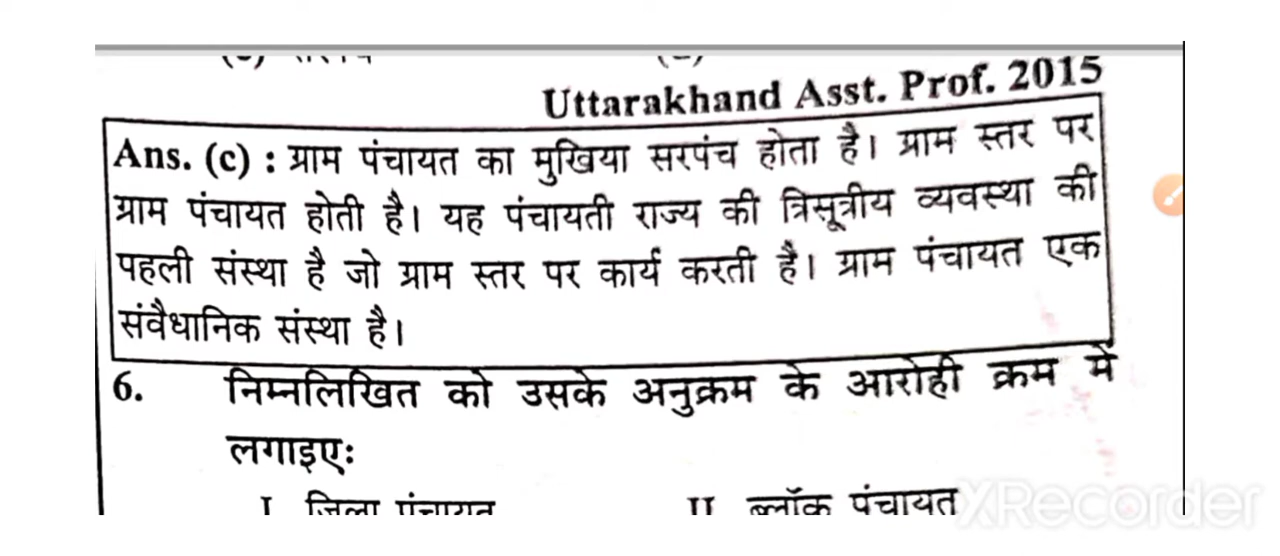 Uttarakhand Asst. Prof. 2015
Ans. (c) : ग्राम पंचायत का मुखिया सरपंच होता है। ग्राम स्तर पर
ग्राम पंचायत होती है। यह पंचायती राज्य की त्रिसूत्रीय व्यवस्था की
पहली संस्था है जो ग्राम स्तर पर कार्य करती है। ग्राम पंचायत एक
संवैधानिक संस्था है।
6. निम्नलिखित को उसके अनुक्रम के आरोही क्रम में
लगाइएः
I जिला पंचायत II ब्लॉक पंचायत
XRecorder